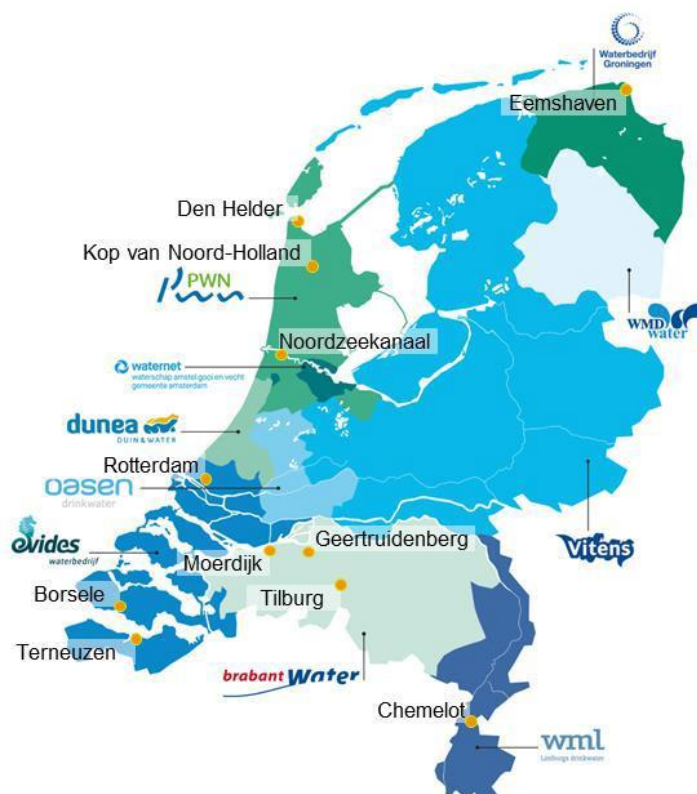 Waterbedrijf
Groningen
Eemshaven
Den Helder
Kop van Noord-Holland
PWN
WMD
water
Noordzeekanaal
waternet
waterschap amstel gooi en vecht
gemeente amsterdam
dunea
DUIN & WATER
Rotterdam
oasen
drinkwater
evides
waterbedrijf
Vitens
Geertruidenberg
Moerdijk
Borsele
Tilburg
Terneuzen
brabant Water
Chemelot
wml
Limburgs drinkwater